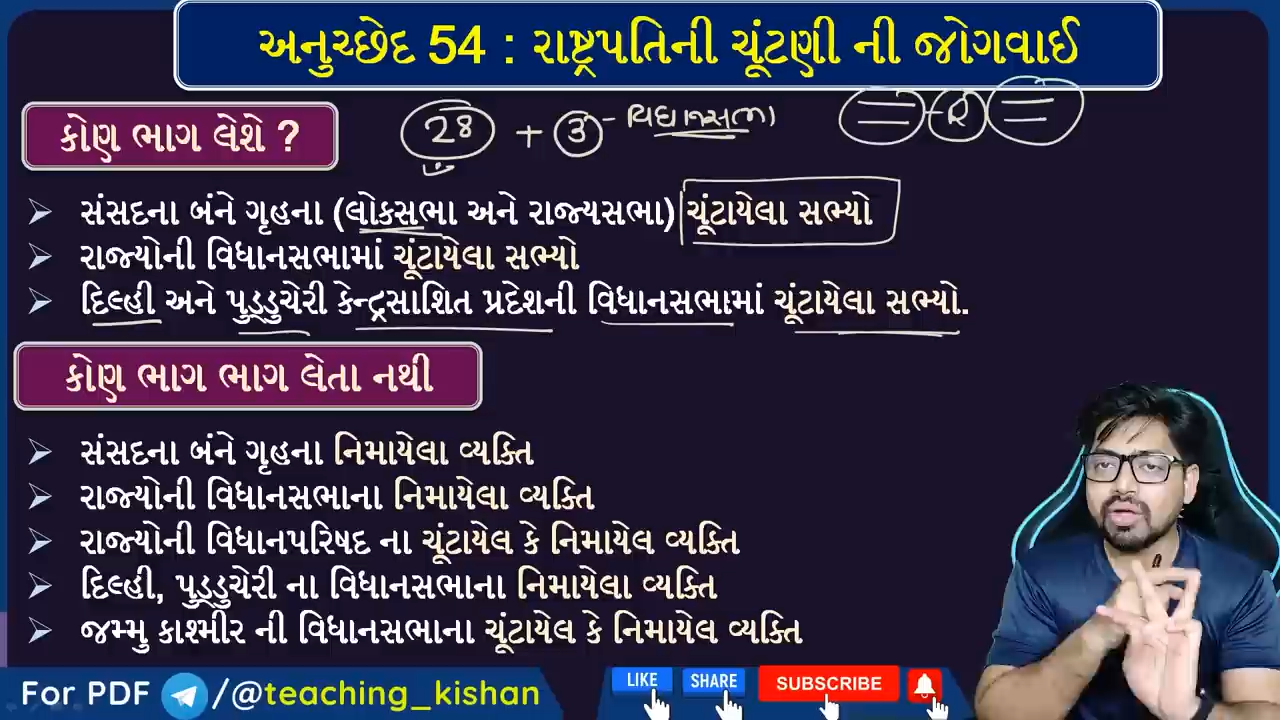 અનુચ્છેદ 54 : રાષ્ટ્રપતિની ચૂંટણી ની જોગવાઈ
કોણ ભાગ લેશે ?
28 + 3 - વિધાનસભા
સંસદના બંને ગૃહના (લોકસભા અને રાજ્યસભા) ચૂંટાયેલા સભ્યો
રાજ્યોની વિધાનસભામાં ચૂંટાયેલા સભ્યો
દિલ્હી અને પુડ્ડુચેરી કેન્દ્રસાશિત પ્રદેશની વિધાનસભામાં ચૂંટાયેલા સભ્યો.
કોણ ભાગ ભાગ લેતા નથી
સંસદના બંને ગૃહના નિમાયેલા વ્યક્તિ
રાજ્યોની વિધાનસભાના નિમાયેલા વ્યક્તિ
રાજ્યોની વિધાનપરિષદ ના ચૂંટાયેલ કે નિમાયેલ વ્યક્તિ
દિલ્હી, પુડ્ડુચેરી ના વિધાનસભાના નિમાયેલા વ્યક્તિ
જમ્મુ કાશ્મીર ની વિધાનસભાના ચૂંટાયેલ કે નિમાયેલ વ્યક્તિ
For PDF /@teaching_kishan
LIKE SHARE SUBSCRIBE